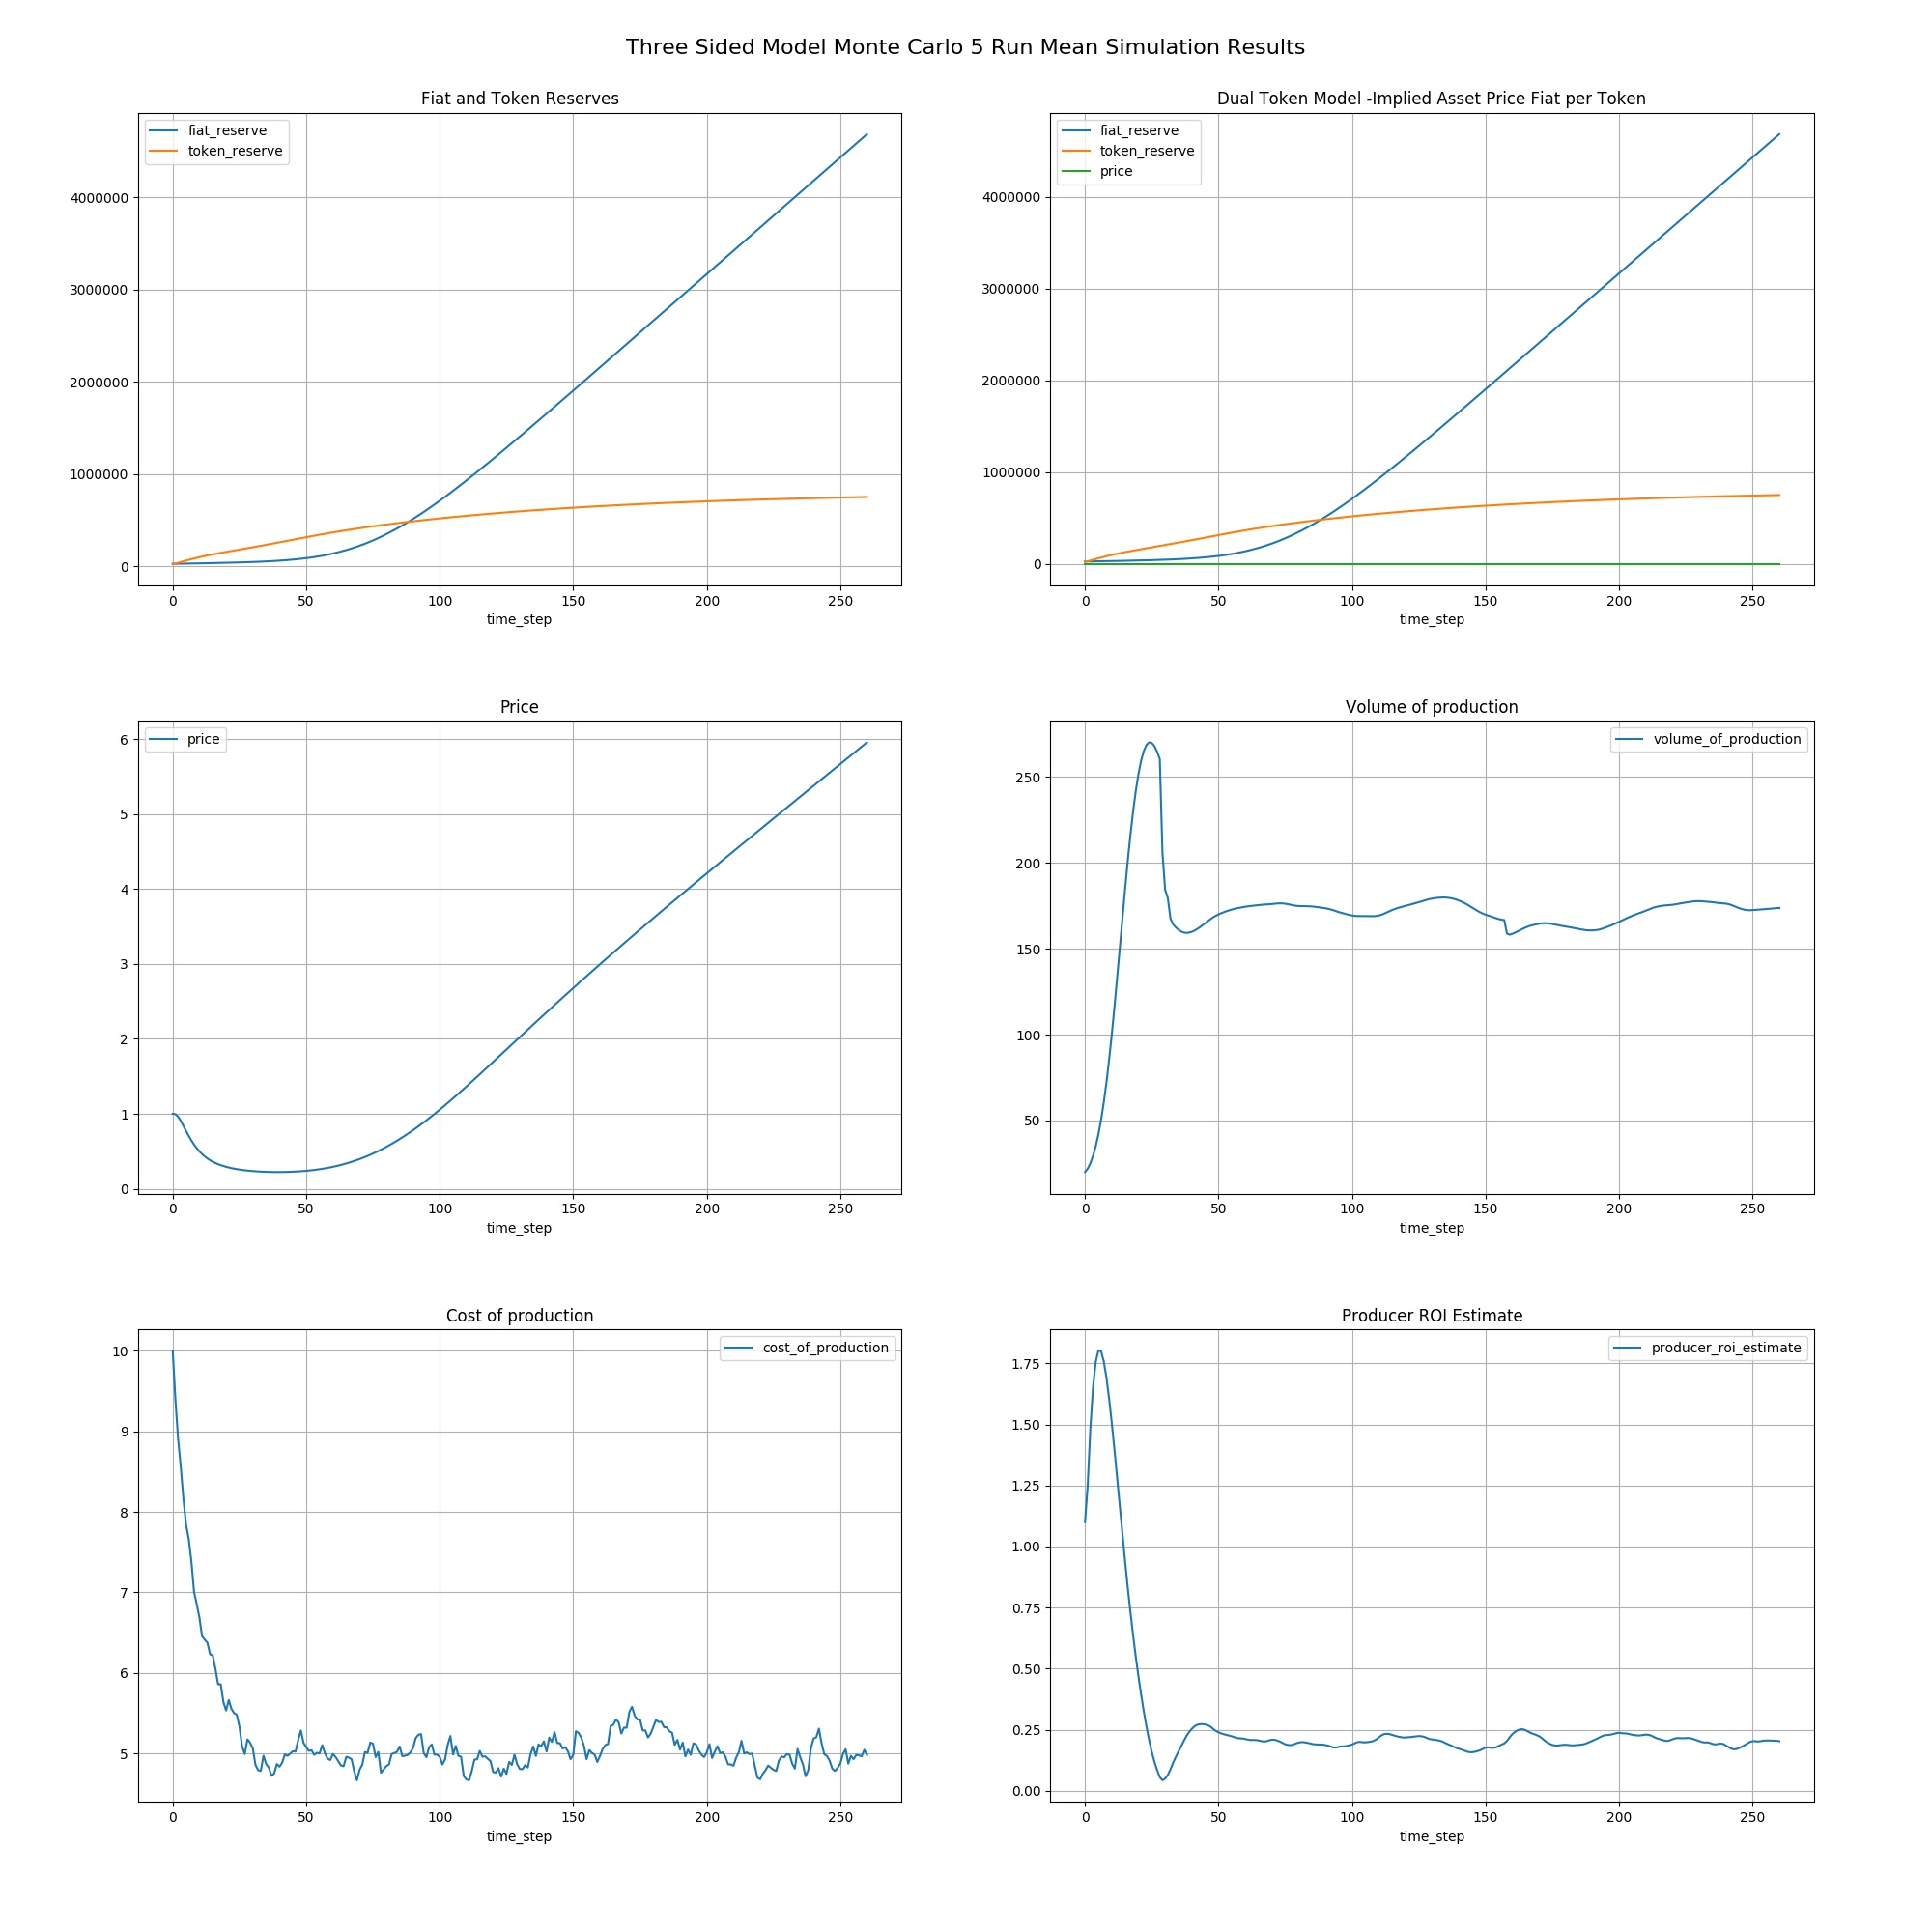 Three Sided Model Monte Carlo 5 Run Mean Simulation Results
Fiat and Token Reserves
fiat_reserve
token_reserve
4000000
3000000
2000000
1000000
0
0 50 100 150 200 250
time_step
Dual Token Model -Implied Asset Price Fiat per Token
fiat_reserve
token_reserve
price
4000000
3000000
2000000
1000000
0
0 50 100 150 200 250
time_step
Price
price
6
5
4
3
2
1
0
0 50 100 150 200 250
time_step
Volume of production
volume_of_production
250
200
150
100
50
0 50 100 150 200 250
time_step
Cost of production
cost_of_production
10
9
8
7
6
5
0 50 100 150 200 250
time_step
Producer ROI Estimate
producer_roi_estimate
1.75
1.50
1.25
1.00
0.75
0.50
0.25
0.00
0 50 100 150 200 250
time_step